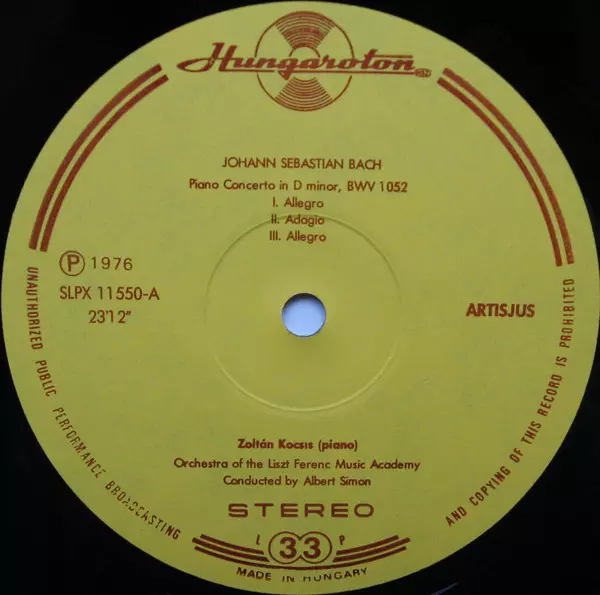 Hungaroton
JOHANN SEBASTIAN BACH
Piano Concerto in D minor, BWV 1052
I. Allegro
II. Adagio
III. Allegro
Ⓟ 1976
SLPX 11550-A
23'12"
ARTISJUS
Zoltán Kocsis (piano)
Orchestra of the Liszt Ferenc Music Academy
Conducted by Albert Simon
STEREO
L 33 P
MADE IN HUNGARY
UNAUTHORIZED PUBLIC PERFORMANCE BROADCASTING
AND COPYING OF THIS RECORD IS PROHIBITED